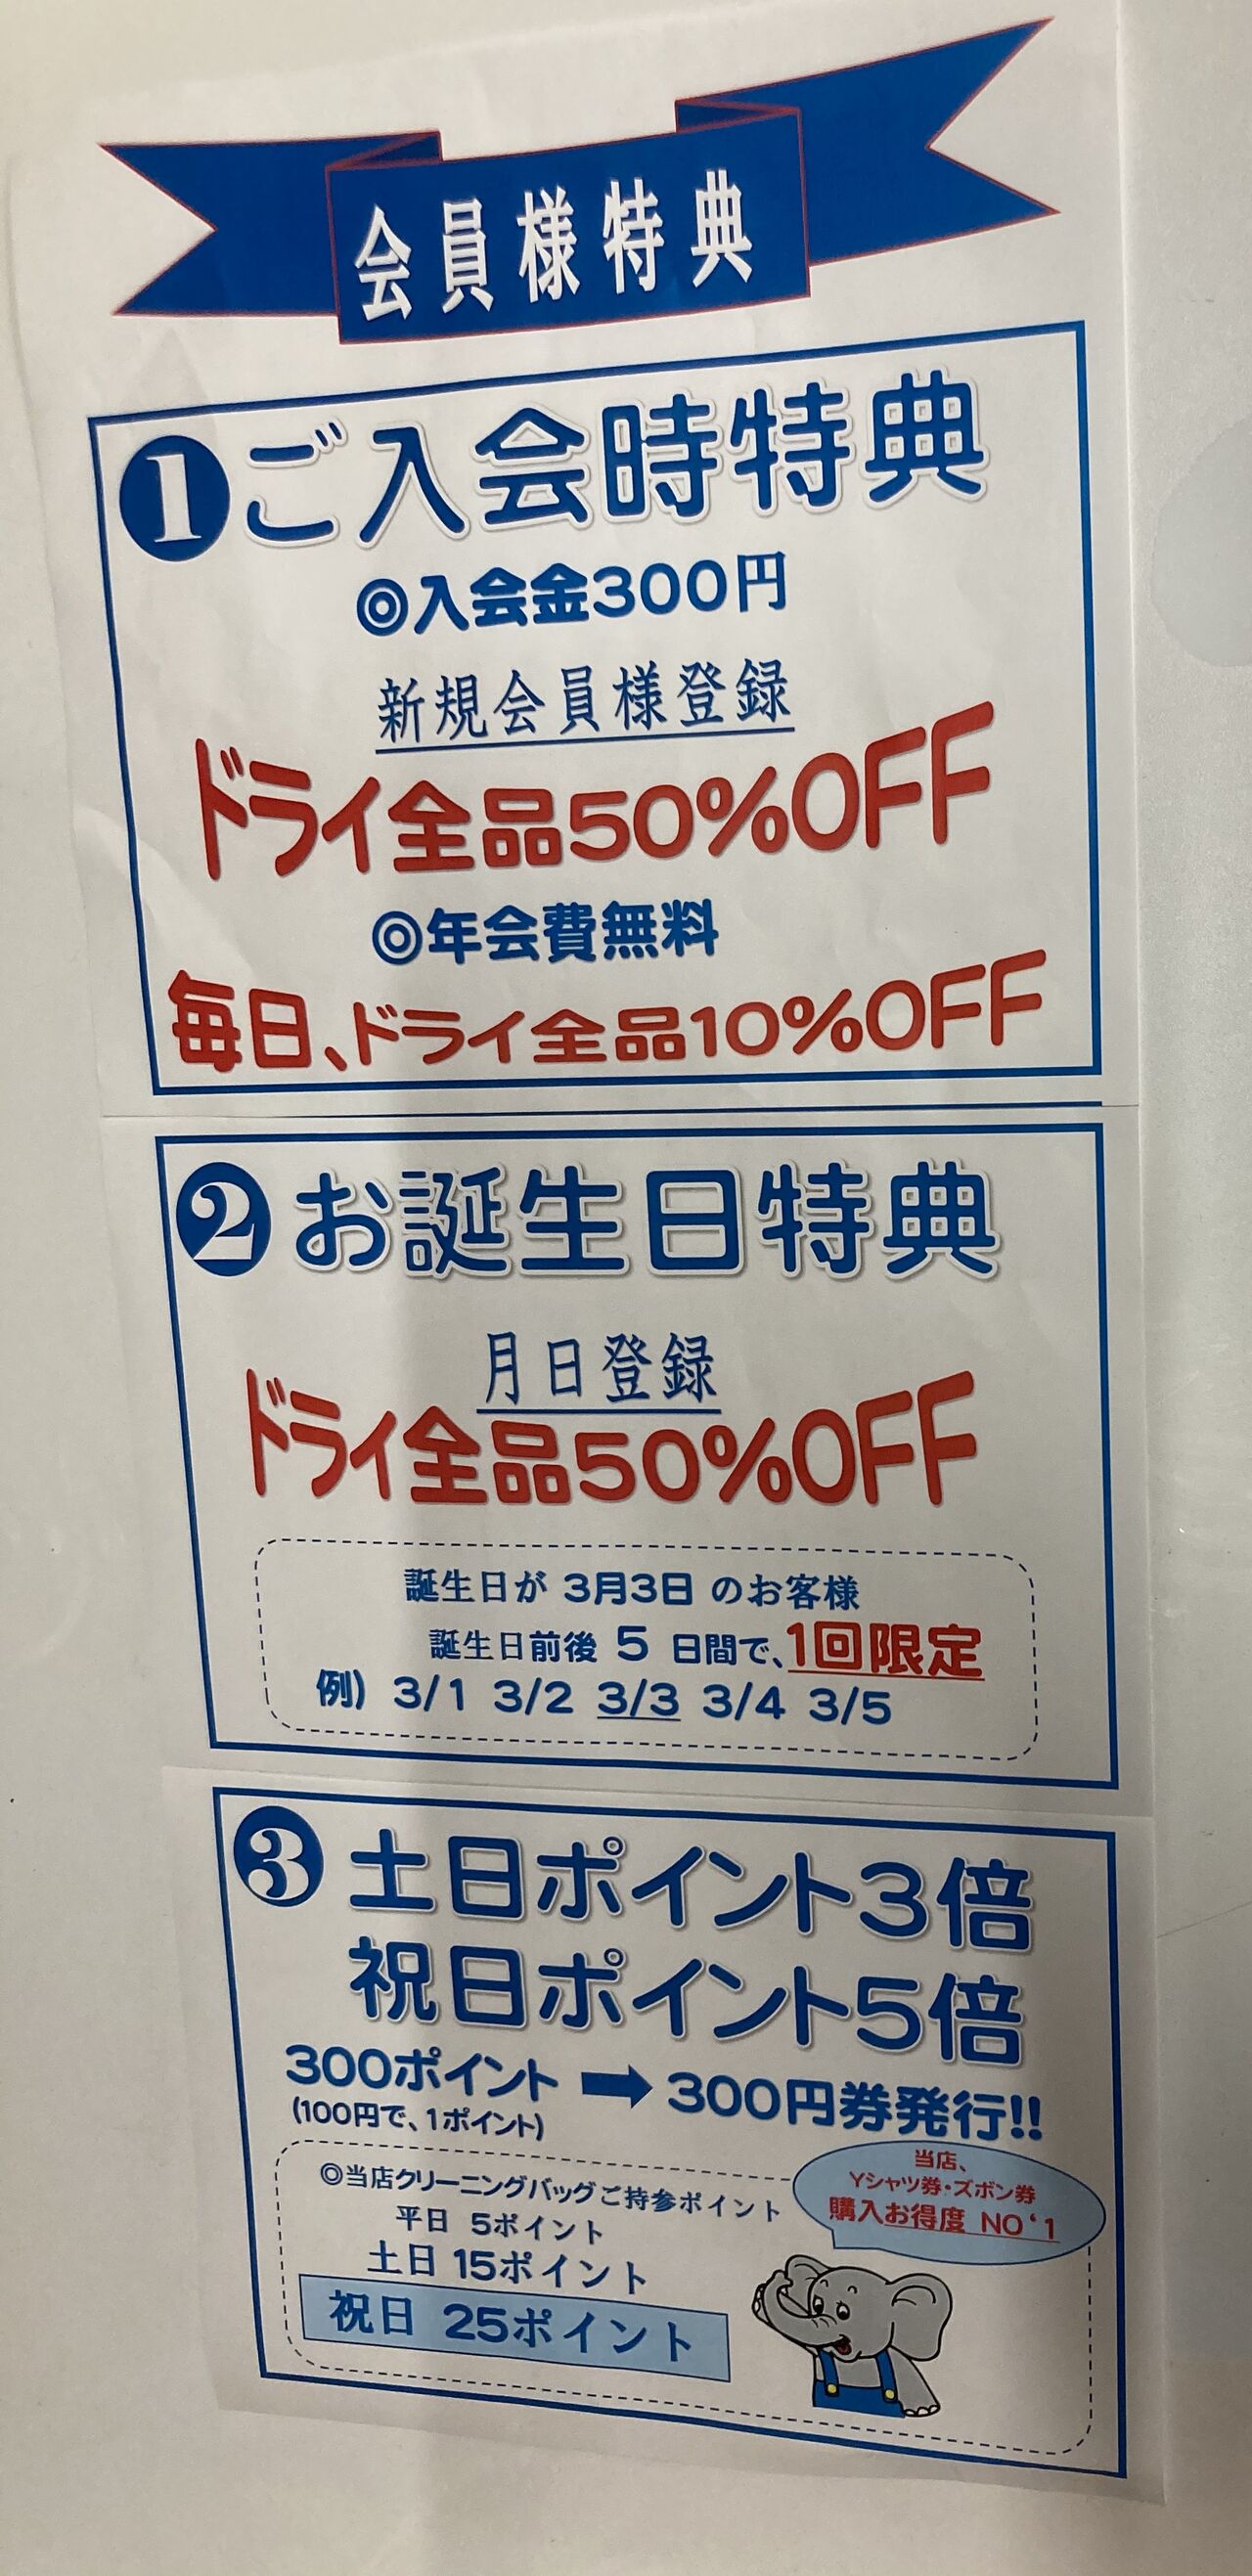 会員様特典
❶ご入会時特典
◎入会金300円
新規会員様登録
ドライ全品50%OFF
◎年会費無料
毎日、ドライ全品10%OFF
❷お誕生日特典
月日登録
ドライ全品50%OFF
誕生日が 3月3日 のお客様
誕生日前後 5 日間で、1回限定
例) 3/1 3/2 3/3 3/4 3/5
❸土日ポイント3倍
祝日ポイント5倍
300ポイント ➡ 300円券発行!!
(100円で、1ポイント)
◎当店クリーニングバッグご持参ポイント
平日 5ポイント
土日 15ポイント
祝日 25ポイント
当店、
Yシャツ券・ズボン券
購入お得度 NO‘1